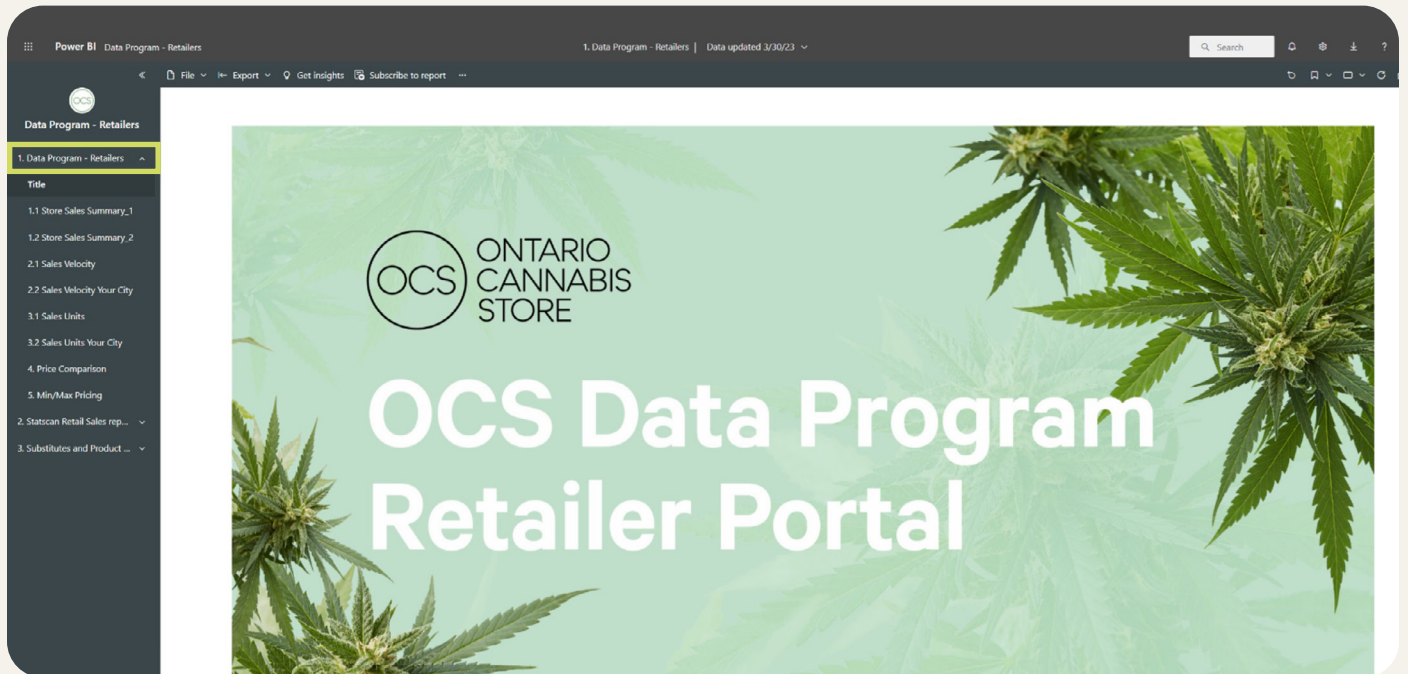 Power BI Data Program - Retailers
1. Data Program - Retailers | Data updated 3/30/23
Search
?
File
Export
Get insights
Subscribe to report
...
OCS
Data Program - Retailers
1. Data Program - Retailers
Title
1.1 Store Sales Summary_1
1.2 Store Sales Summary_2
2.1 Sales Velocity
2.2 Sales Velocity Your City
3.1 Sales Units
3.2 Sales Units Your City
4. Price Comparison
5. Min/Max Pricing
2. Statscan Retail Sales rep...
3. Substitutes and Product ...
OCS
ONTARIO
CANNABIS
STORE
OCS Data Program
Retailer Portal